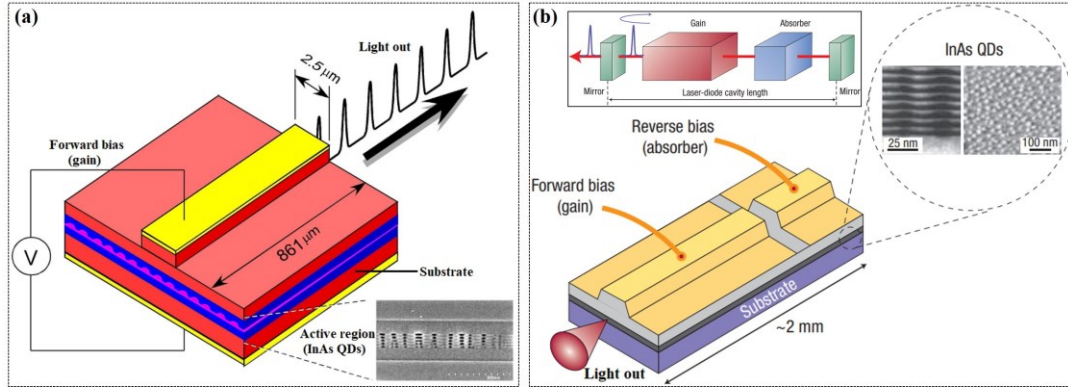 (a)
Light out
2.5 μm
Forward bias
(gain)
V
861 μm
Substrate
Active region
(InAs QDs)
(b)
Gain
Absorber
Mirror
Laser-diode cavity length
Mirror
InAs QDs
25 nm
100 nm
Reverse bias
(absorber)
Forward bias
(gain)
Substrate
~2 mm
Light out